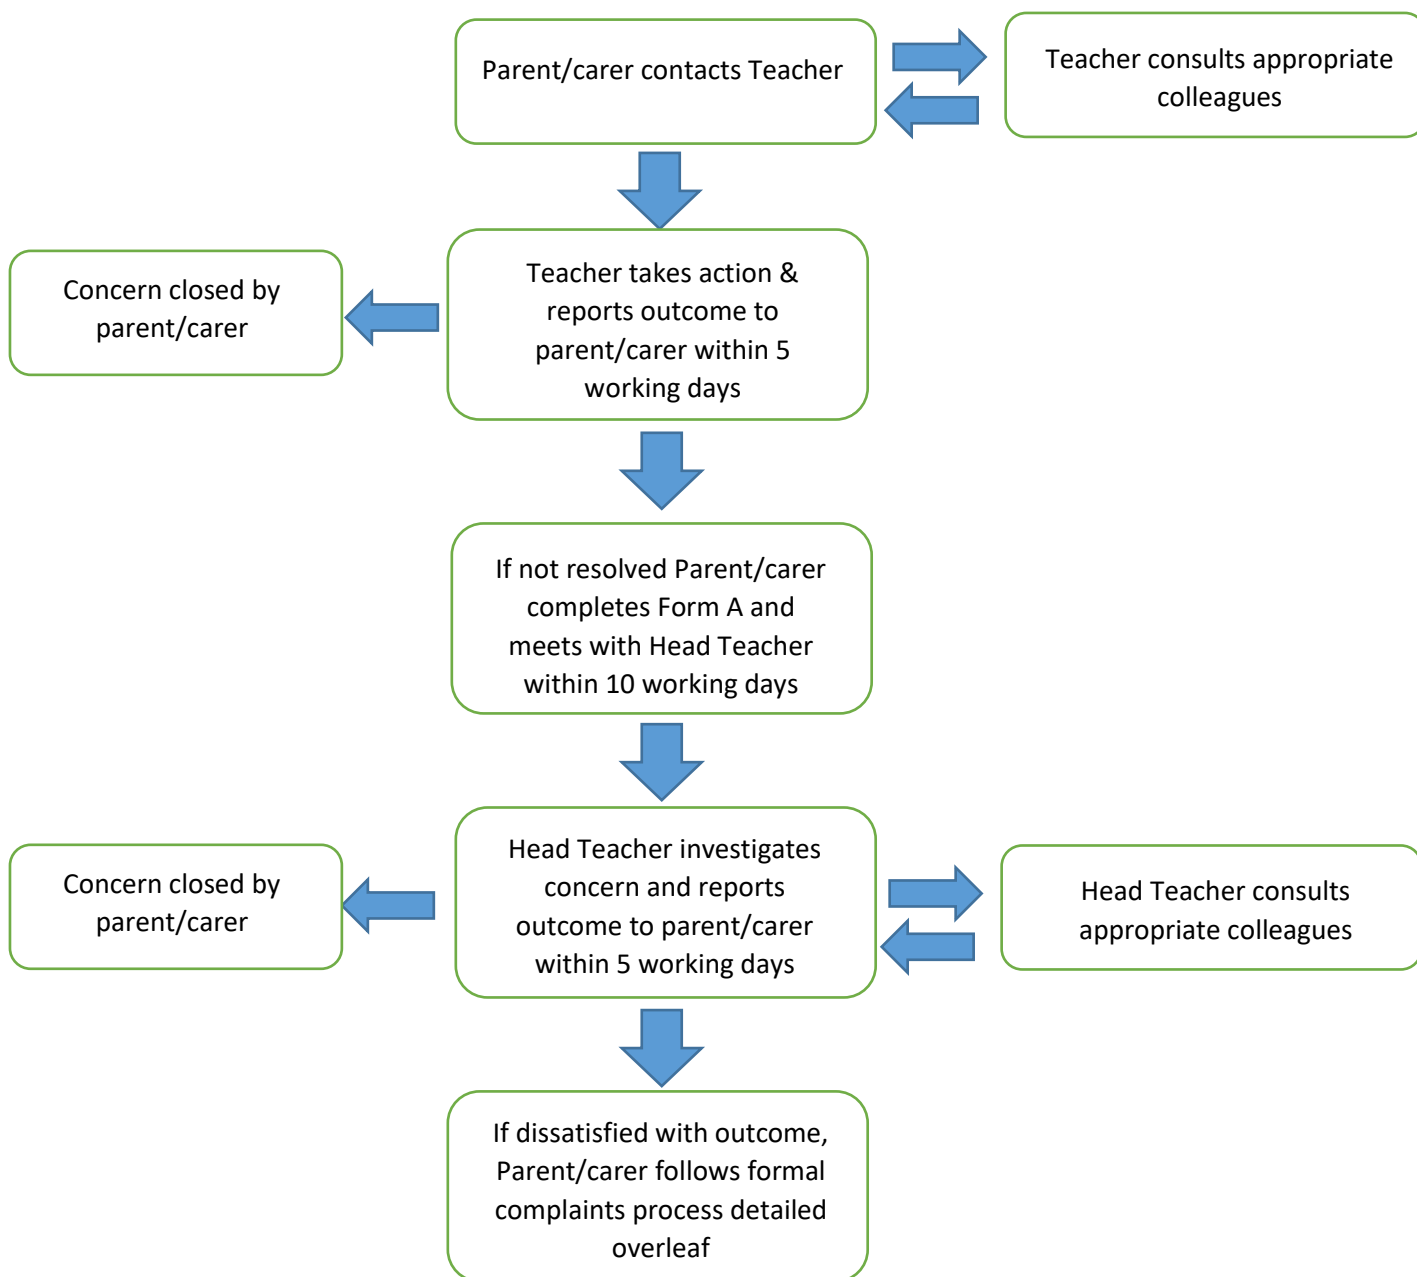 Parent/carer contacts Teacher
Teacher consults appropriate
colleagues
Concern closed by
parent/carer
Teacher takes action &
reports outcome to
parent/carer within 5
working days
If not resolved Parent/carer
completes Form A and
meets with Head Teacher
within 10 working days
Concern closed by
parent/carer
Head Teacher investigates
concern and reports
outcome to parent/carer
within 5 working days
Head Teacher consults
appropriate colleagues
If dissatisfied with outcome,
Parent/carer follows formal
complaints process detailed
overleaf